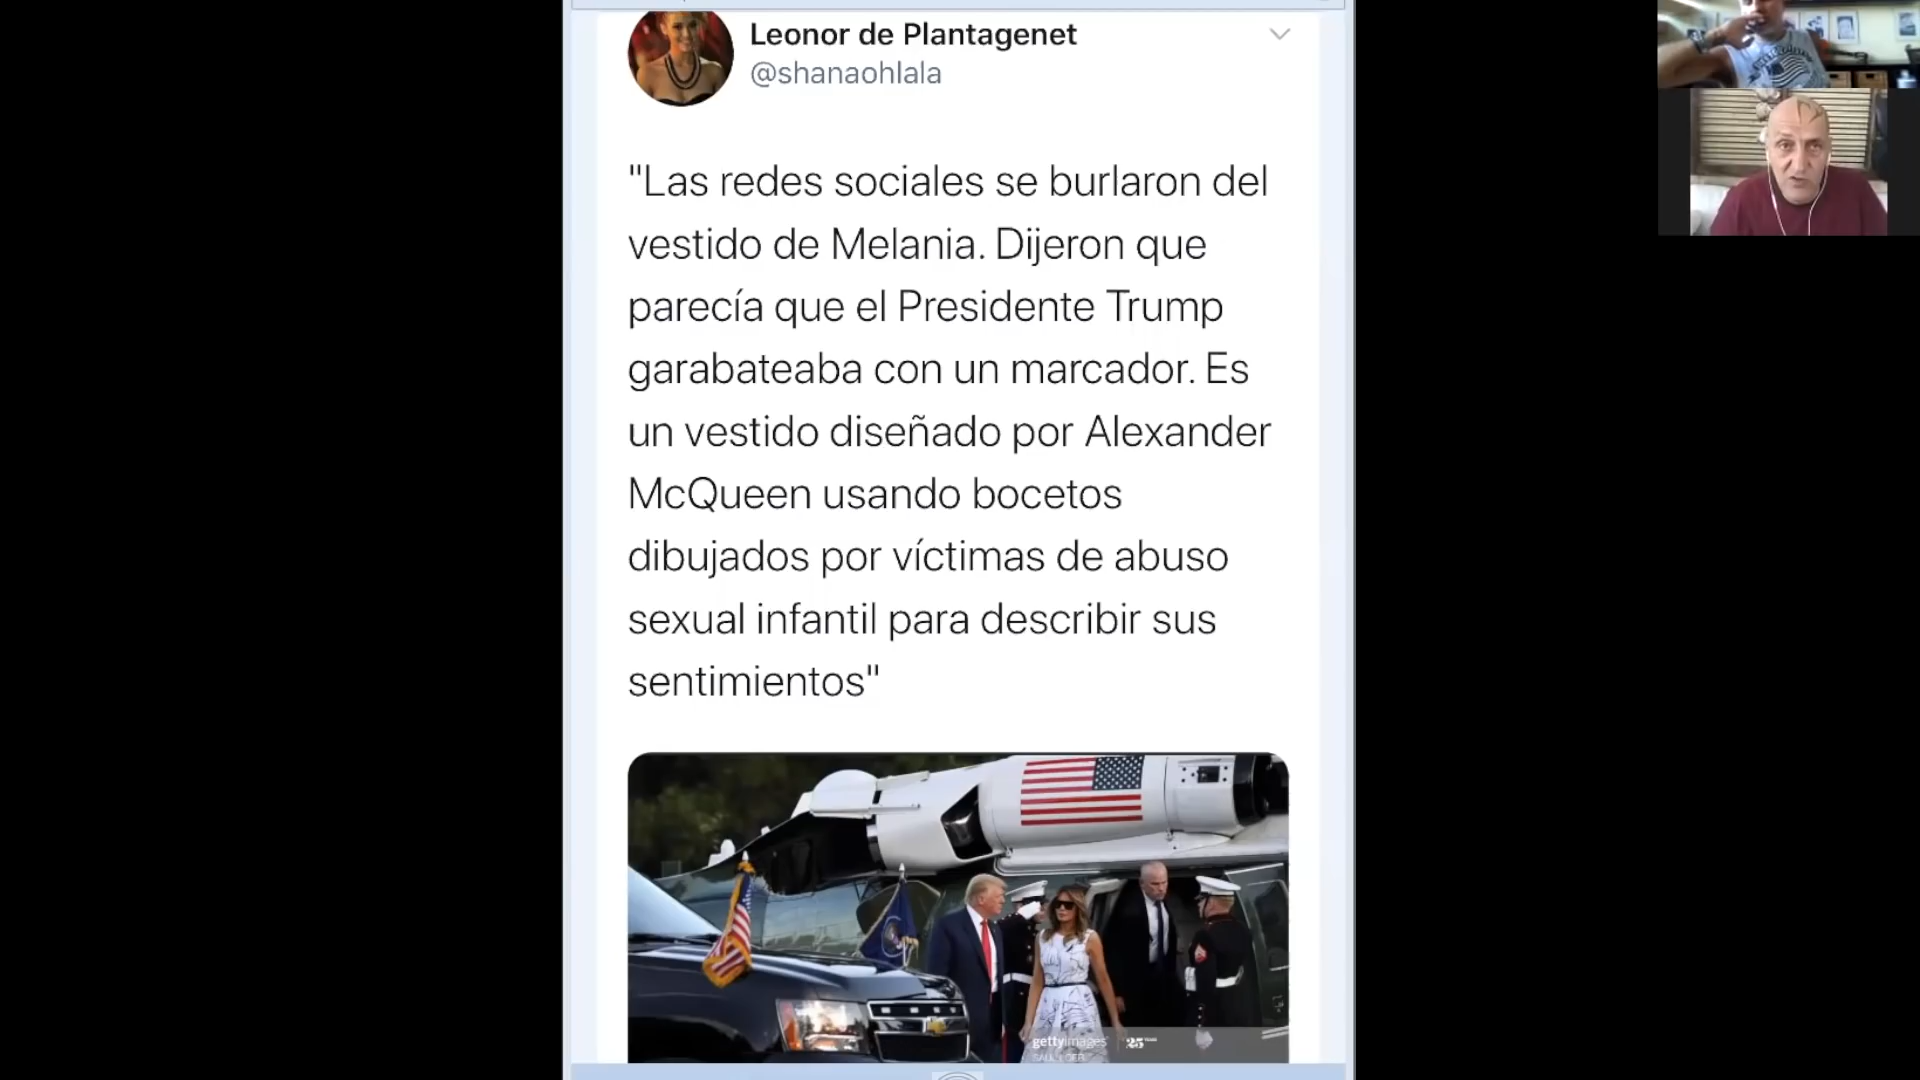 Leonor de Plantagenet
@shanaohlala
"Las redes sociales se burlaron del
vestido de Melania. Dijeron que
parecía que el Presidente Trump
garabateaba con un marcador. Es
un vestido diseñado por Alexander
McQueen usando bocetos
dibujados por víctimas de abuso
sexual infantil para describir sus
sentimientos"
gettyimages
25